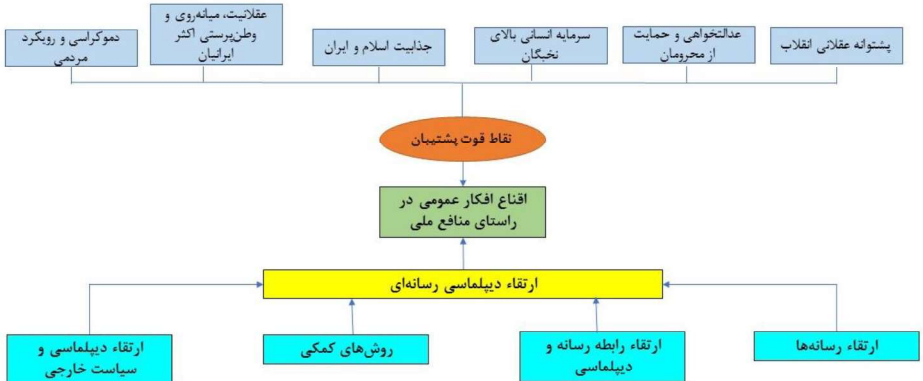 پشتوانه عقلانی انقلاب
عدالتخواهی و حمایت
از محرومان
سرمایه انسانی بالای
نخبگان
جذابیت اسلام و ایران
عقلانیت، میانه‌روی و
وطن‌پرستی اکثر
ایرانیان
دموکراسی و رویکرد
مردمی
نقاط قوت پشتیبان
اقناع افکار عمومی در
راستای منافع ملی
ارتقاء دیپلماسی رسانه‌ای
ارتقاء رسانه‌ها
ارتقاء رابطه رسانه و
دیپلماسی
روش‌های کمکی
ارتقاء دیپلماسی و
سیاست خارجی